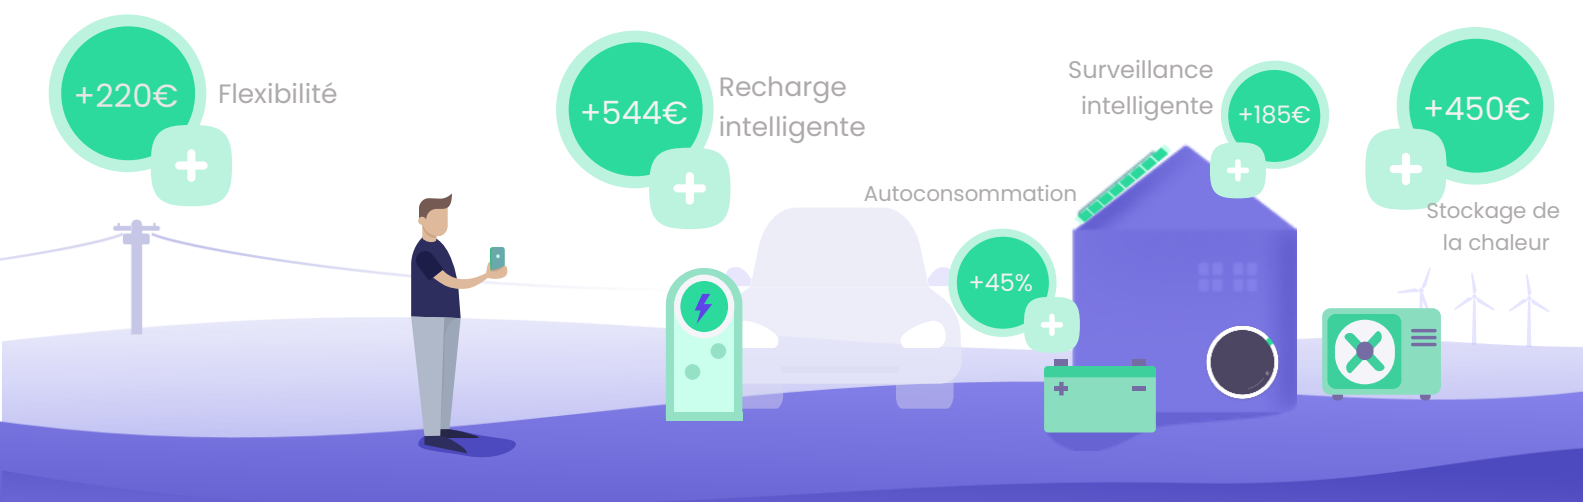 +220€
Flexibilité
+544€
Recharge
intelligente
Autoconsommation
+45%
Surveillance
intelligente
+185€
+450€
Stockage de
la chaleur